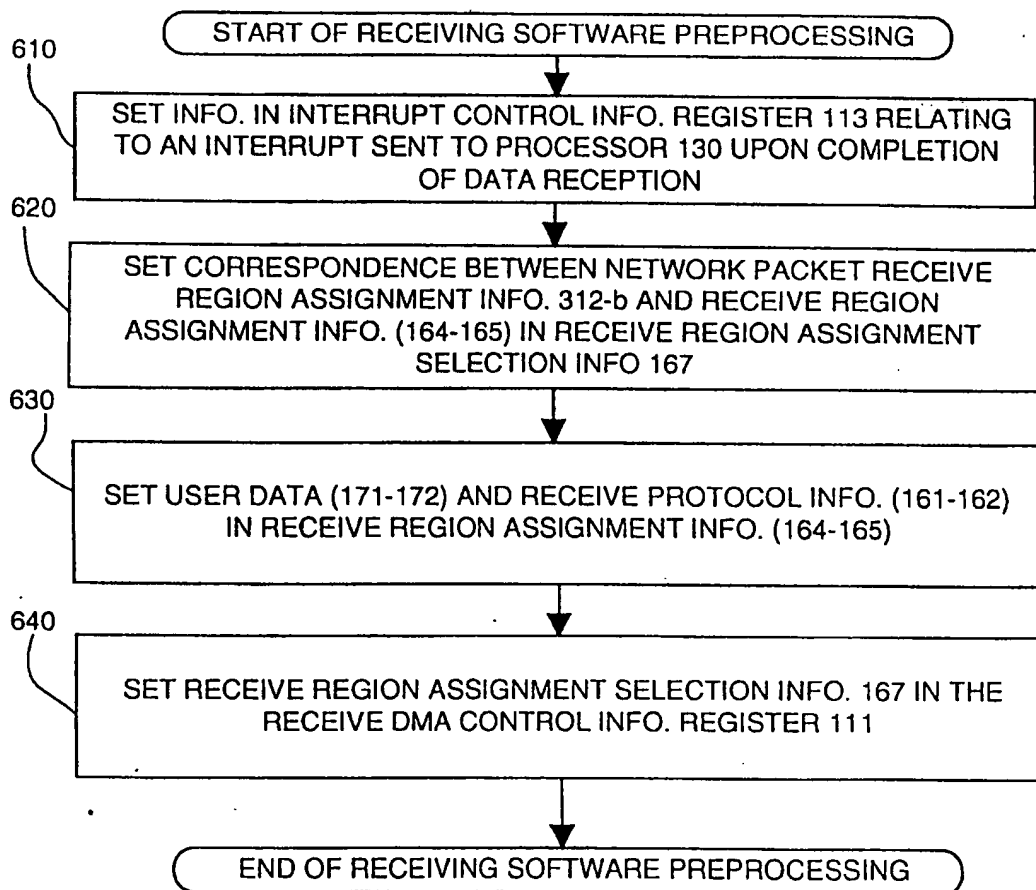 START OF RECEIVING SOFTWARE PREPROCESSING
610
SET INFO. IN INTERRUPT CONTROL INFO. REGISTER 113 RELATING
TO AN INTERRUPT SENT TO PROCESSOR 130 UPON COMPLETION
OF DATA RECEPTION
620
SET CORRESPONDENCE BETWEEN NETWORK PACKET RECEIVE
REGION ASSIGNMENT INFO. 312-b AND RECEIVE REGION
ASSIGNMENT INFO. (164-165) IN RECEIVE REGION ASSIGNMENT
SELECTION INFO 167
630
SET USER DATA (171-172) AND RECEIVE PROTOCOL INFO. (161-162)
IN RECEIVE REGION ASSIGNMENT INFO. (164-165)
640
SET RECEIVE REGION ASSIGNMENT SELECTION INFO. 167 IN THE
RECEIVE DMA CONTROL INFO. REGISTER 111
END OF RECEIVING SOFTWARE PREPROCESSING